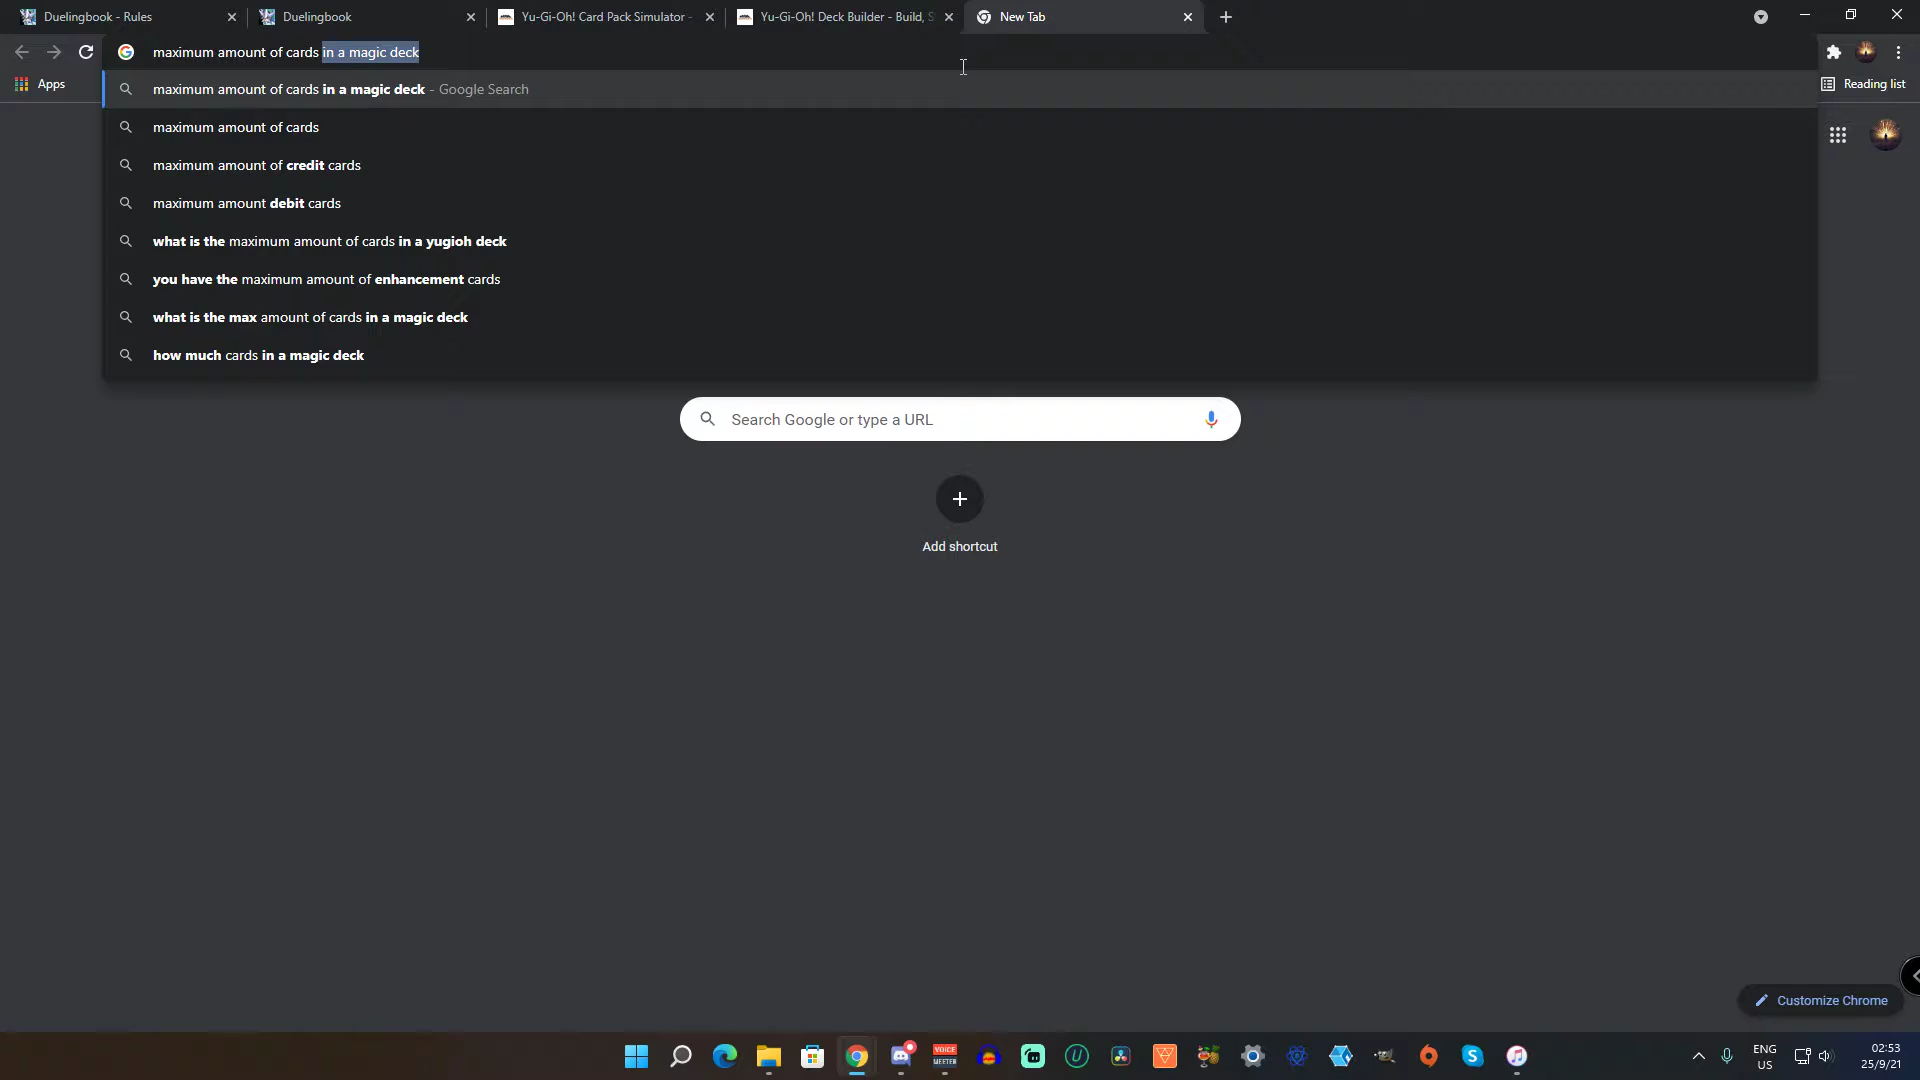 Duelingbook - Rules
Duelingbook
Yu-Gi-Oh! Card Pack Simulator -
Yu-Gi-Oh! Deck Builder - Build, S
New Tab
maximum amount of cards in a magic deck
Apps
Reading list
maximum amount of cards in a magic deck - Google Search
maximum amount of cards
maximum amount of credit cards
maximum amount debit cards
what is the maximum amount of cards in a yugioh deck
you have the maximum amount of enhancement cards
what is the max amount of cards in a magic deck
how much cards in a magic deck
Search Google or type a URL
Add shortcut
Customize Chrome
VOICE
MEETER
ENG
US
02:53
25/9/21